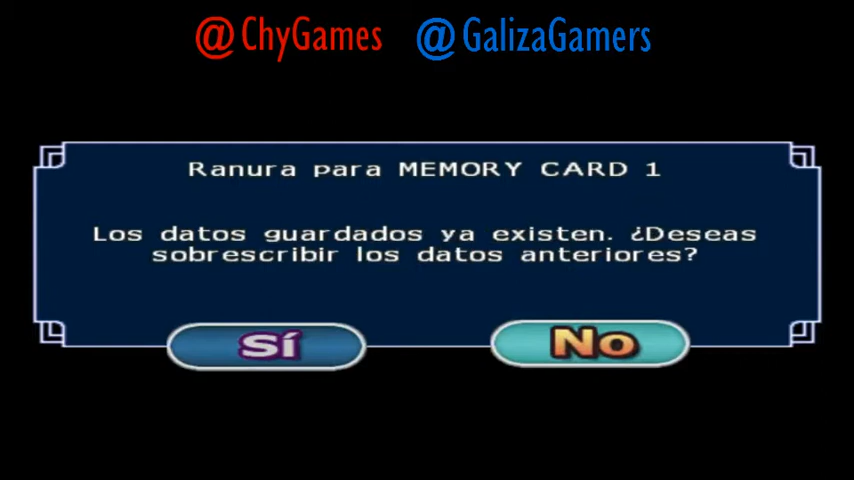 @ChyGames @GalizaGamers
Ranura para MEMORY CARD 1
Los datos guardados ya existen. ¿Deseas
sobrescribir los datos anteriores?
Sí No